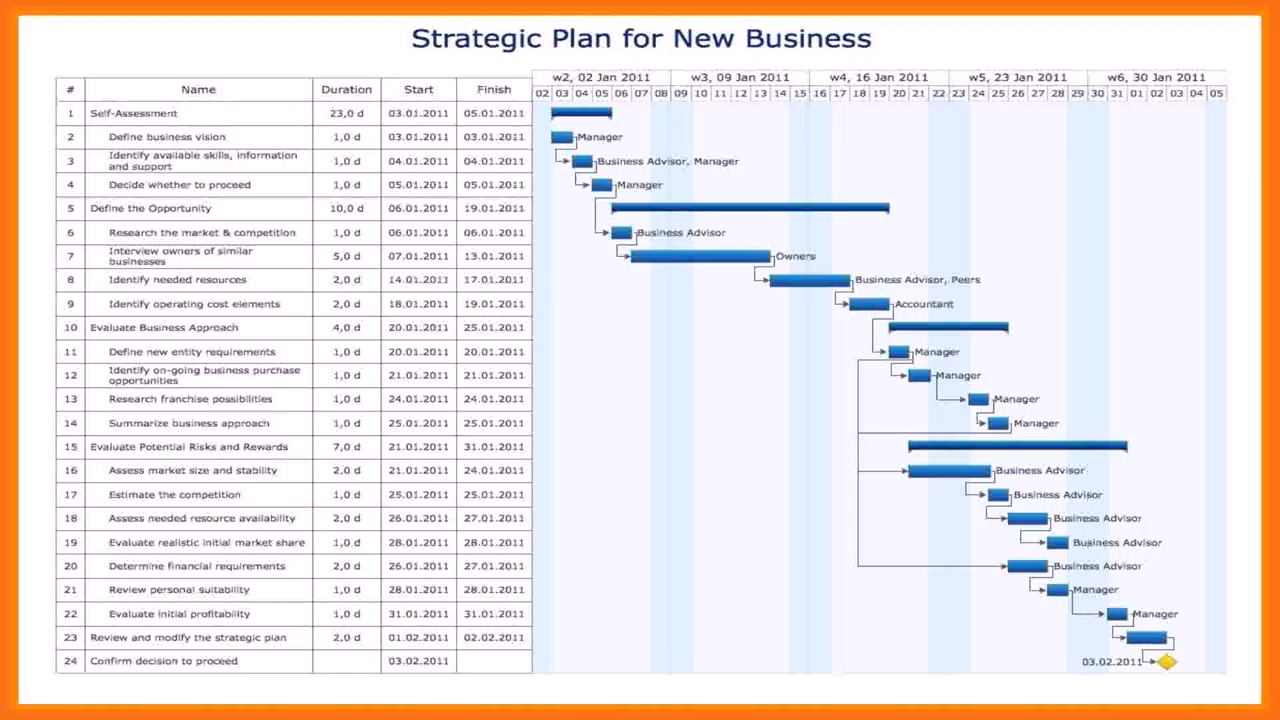 Strategic Plan for New Business
# Name Duration Start Finish w2, 02 Jan 2011 w3, 09 Jan 2011 w4, 16 Jan 2011 w5, 23 Jan 2011 w6, 30 Jan 2011
02 03 04 05 06 07 08 09 10 11 12 13 14 15 16 16 18 19 20 21 22 23 24 25 26 28 29 30 31 01 02 03 04 05
1 Self-Assessment 23,0 d 03.01.2011 05.01.2011
2 Define business vision 1,0 d 03.01.2011 03.01.2011 Manager
3 Identify available skills, information
and support 1,0 d 04.01.2011 04.01.2011 Business Advisor, Manager
4 Decide whether to proceed 1,0 d 05.01.2011 05.01.2011 Manager
5 Define the Opportunity 10,0 d 06.01.2011 19.01.2011
6 Research the market & competition 1,0 d 06.01.2011 06.01.2011 Business Advisor
7 Interview owners of similar
businesses 5,0 d 07.01.2011 13.01.2011 Owners
8 Identify needed resources 2,0 d 14.01.2011 17.01.2011 Business Advisor, Peers
9 Identify operating cost elements 2,0 d 18.01.2011 19.01.2011 Accountant
10 Evaluate Business Approach 4,0 d 20.01.2011 25.01.2011
11 Define new entity requirements 1,0 d 20.01.2011 20.01.2011 Manager
12 Identify on-going business purchase
opportunities 1,0 d 21.01.2011 21.01.2011 Manager
13 Research franchise possibilities 1,0 d 24.01.2011 24.01.2011 Manager
14 Summarize business approach 1,0 d 25.01.2011 25.01.2011 Manager
15 Evaluate Potential Risks and Rewards 7,0 d 21.01.2011 31.01.2011
16 Assess market size and stability 2,0 d 21.01.2011 24.01.2011 Business Advisor
17 Estimate the competition 1,0 d 25.01.2011 25.01.2011 Business Advisor
18 Assess needed resource availability 2,0 d 26.01.2011 27.01.2011 Business Advisor
19 Evaluate realistic initial market share 1,0 d 28.01.2011 28.01.2011 Business Advisor
20 Determine financial requirements 2,0 d 26.01.2011 27.01.2011 Business Advisor
21 Review personal suitability 1,0 d 28.01.2011 28.01.2011 Manager
22 Evaluate initial profitability 1,0 d 31.01.2011 31.01.2011 Manager
23 Review and modify the strategic plan 2,0 d 01.02.2011 02.02.2011
24 Confirm decision to proceed 03.02.2011 03.02.2011